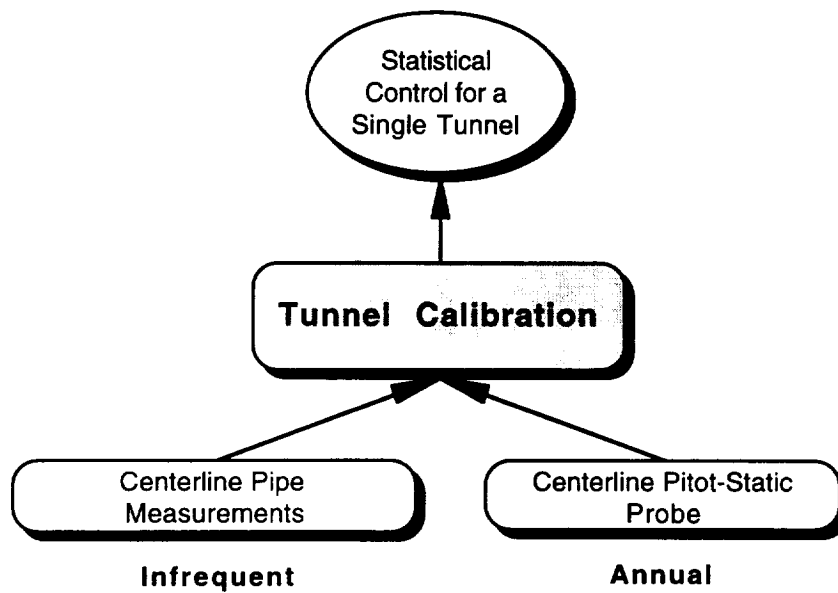 Statistical
Control for a
Single Tunnel
Tunnel Calibration
Centerline Pipe
Measurements
Centerline Pitot-Static
Probe
Infrequent
Annual